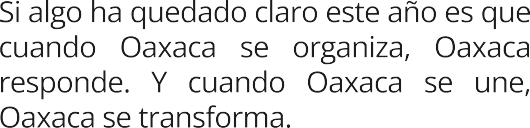 Si algo ha quedado claro este año es que
cuando Oaxaca se organiza, Oaxaca
responde. Y cuando Oaxaca se une,
Oaxaca se transforma.